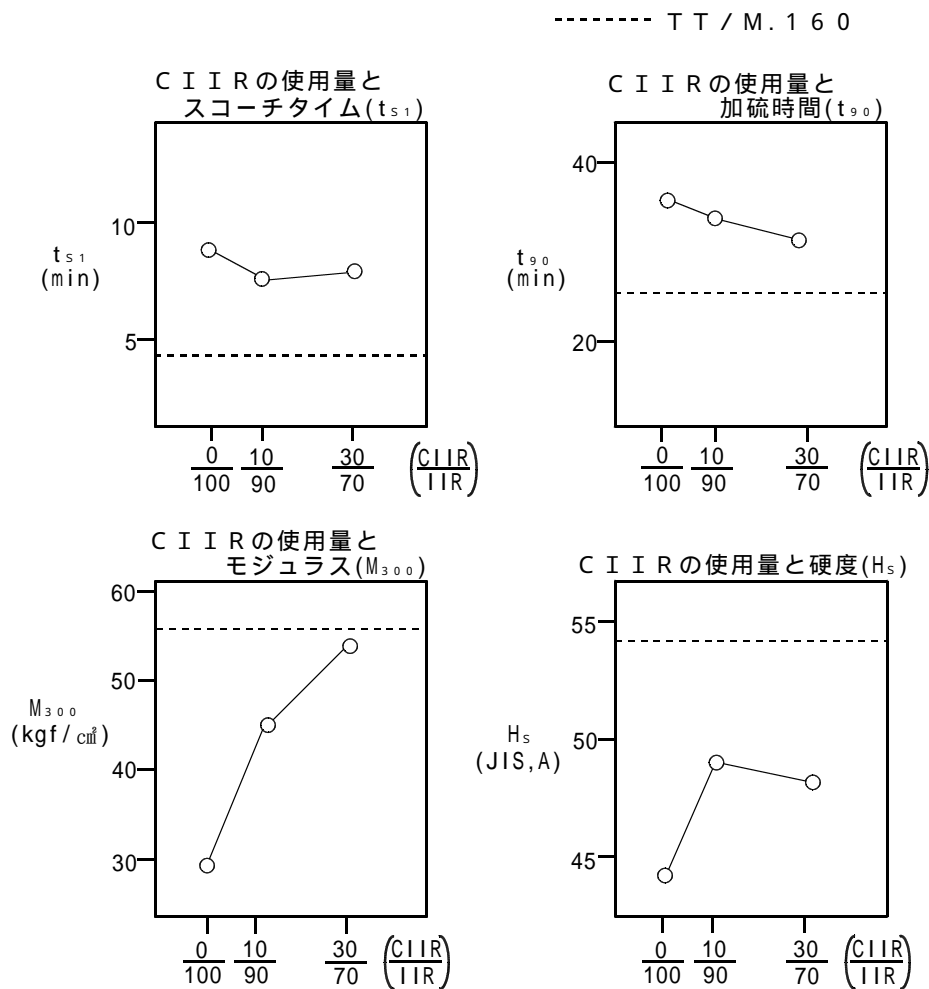 TT/M.160
CIIRの使用量と
スコーチタイム(tS1)
10
5
tS1
(min)
0 10 30 (CIIR
100 90 70 IIR)
CIIRの使用量と
加硫時間(t90)
40
20
t90
(min)
0 10 30 (CIIR
100 90 70 IIR)
CIIRの使用量と
モジュラス(M300)
60
50
40
30
M300
(kgf/c㎡)
0 10 30 (CIIR
100 90 70 IIR)
CIIRの使用量と硬度(HS)
55
50
45
HS
(JIS,A)
0 10 30 (CIIR
100 90 70 IIR)